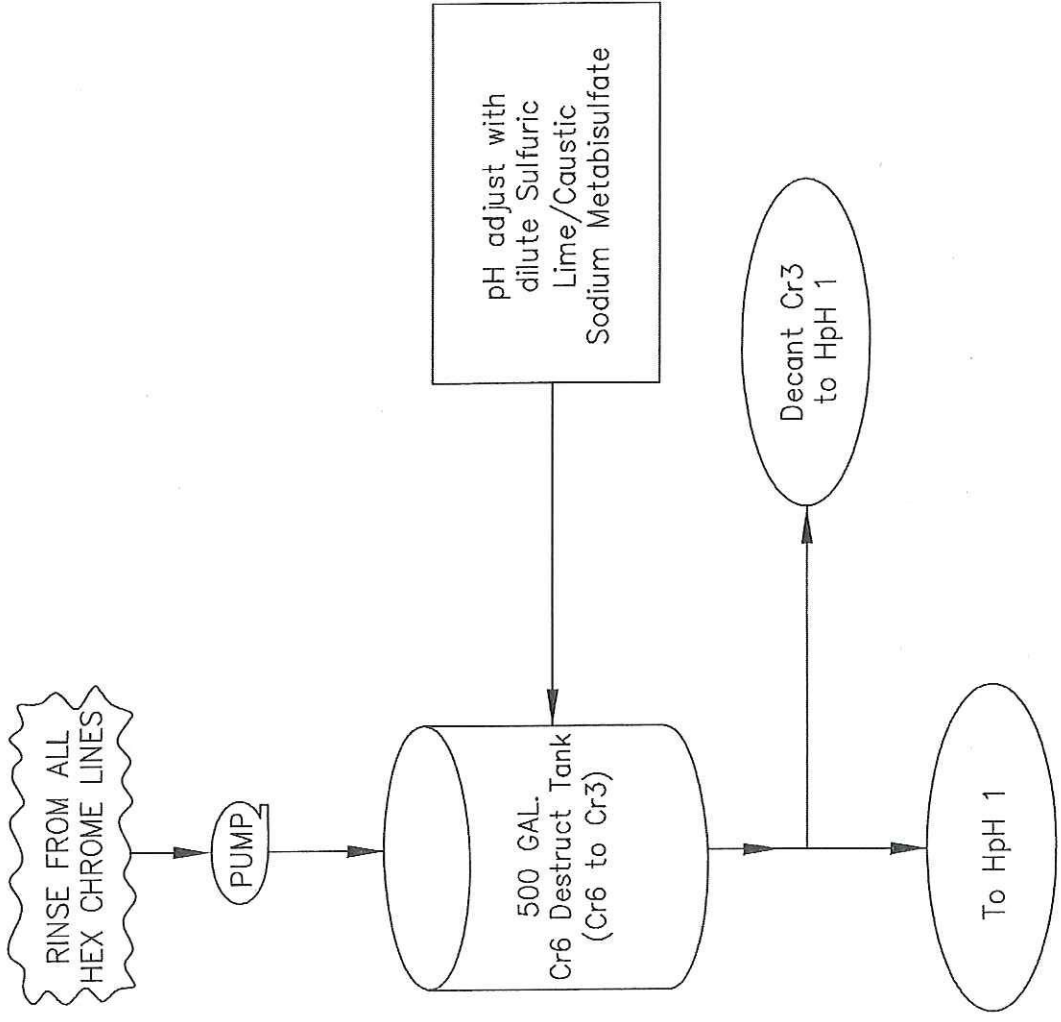 RINSE FROM ALL
HEX CHROME LINES
PUMP
500 GAL.
Cr6 Destruct Tank
(Cr6 to Cr3)
pH adjust with
dilute Sulfuric
Lime/Caustic
Sodium Metabisulfate
Decant Cr3
to HpH 1
To HpH 1